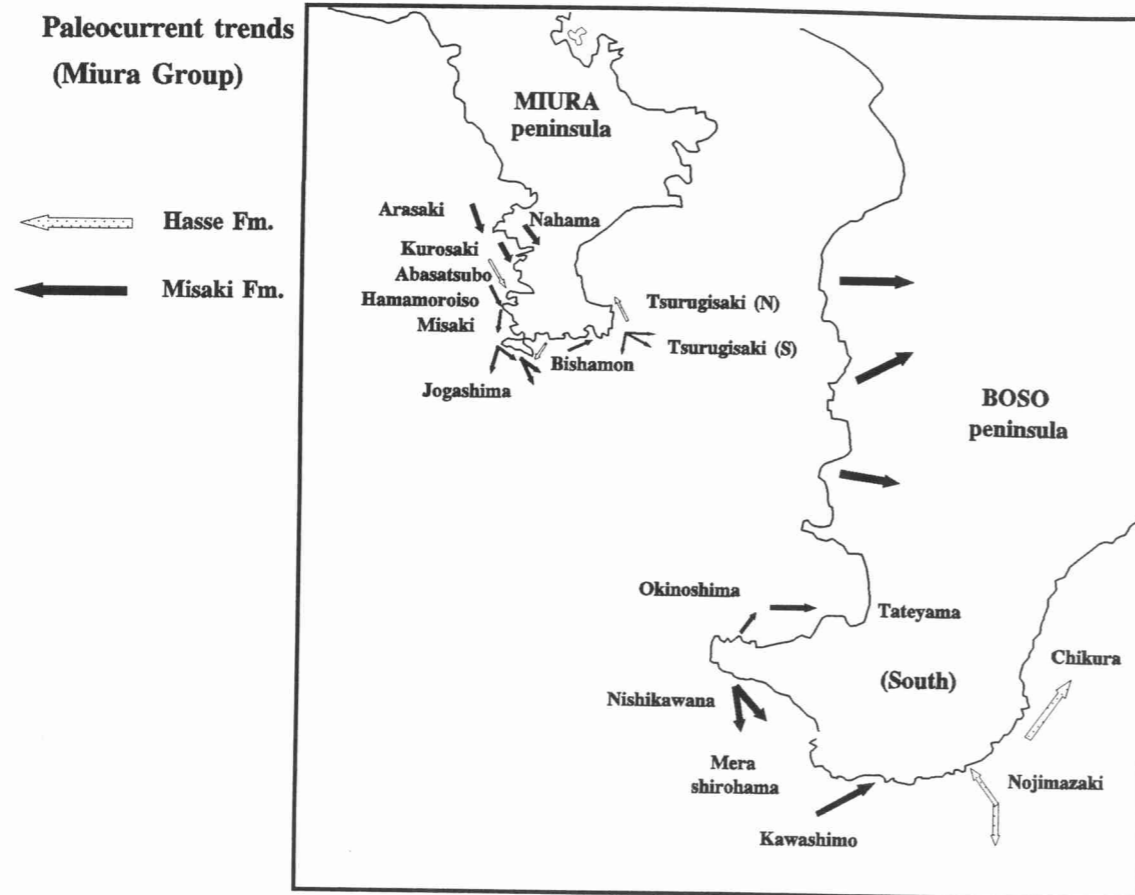 Paleocurrent trends
(Miura Group)
Hasse Fm.
Misaki Fm.
MIURA
peninsula
Arasaki
Nahama
Kurosaki
Abasatsubo
Hamamoroiso
Misaki
Tsurugisaki (N)
Tsurugisaki (S)
Bishamon
Jogashima
BOSO
peninsula
Okinoshima
Tateyama
Chikura
(South)
Nishikawana
Mera
shirohama
Nojimazaki
Kawashimo